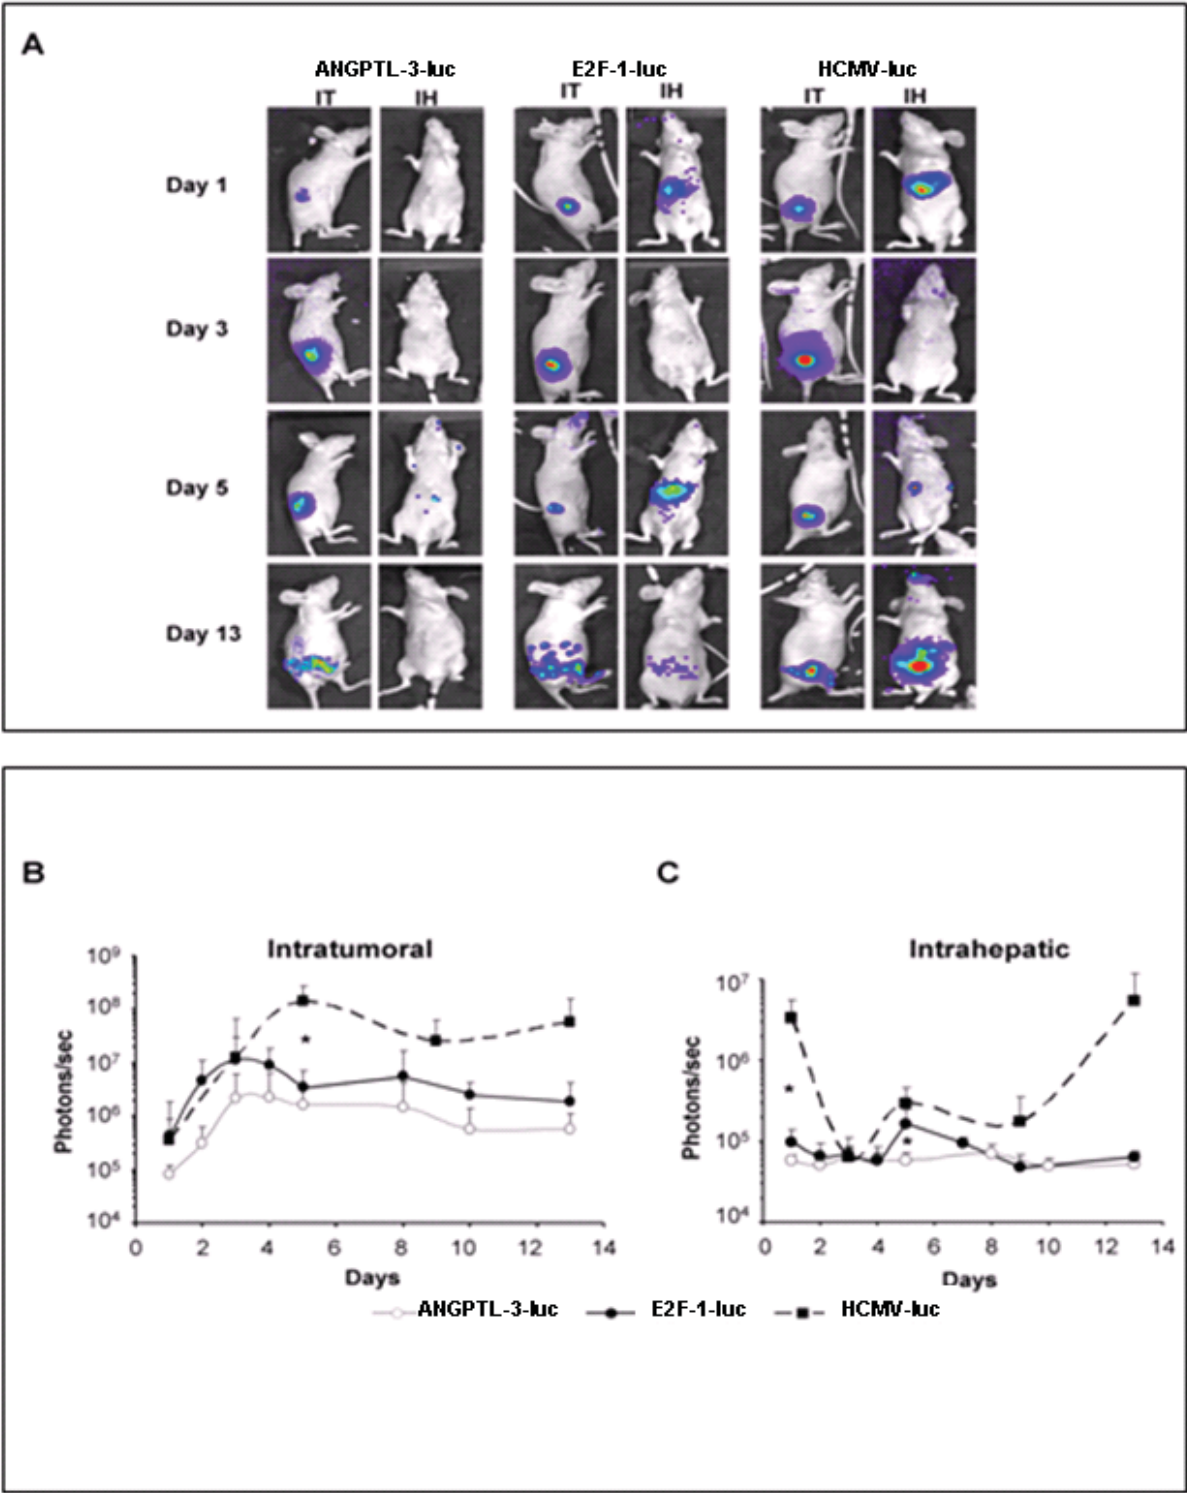 A
ANGPTL-3-luc E2F-1-luc HCMV-luc
IT IH IT IH IT IH
Day 1
Day 3
Day 5
Day 13
B
Intratumoral
Photons/sec
10⁹
10⁸
10⁷
10⁶
10⁵
10⁴
0 2 4 6 8 10 12 14
Days
*
C
Intrahepatic
Photons/sec
10⁷
10⁶
10⁵
10⁴
0 2 4 6 8 10 12 14
Days
*
*
ANGPTL-3-luc E2F-1-luc HCMV-luc